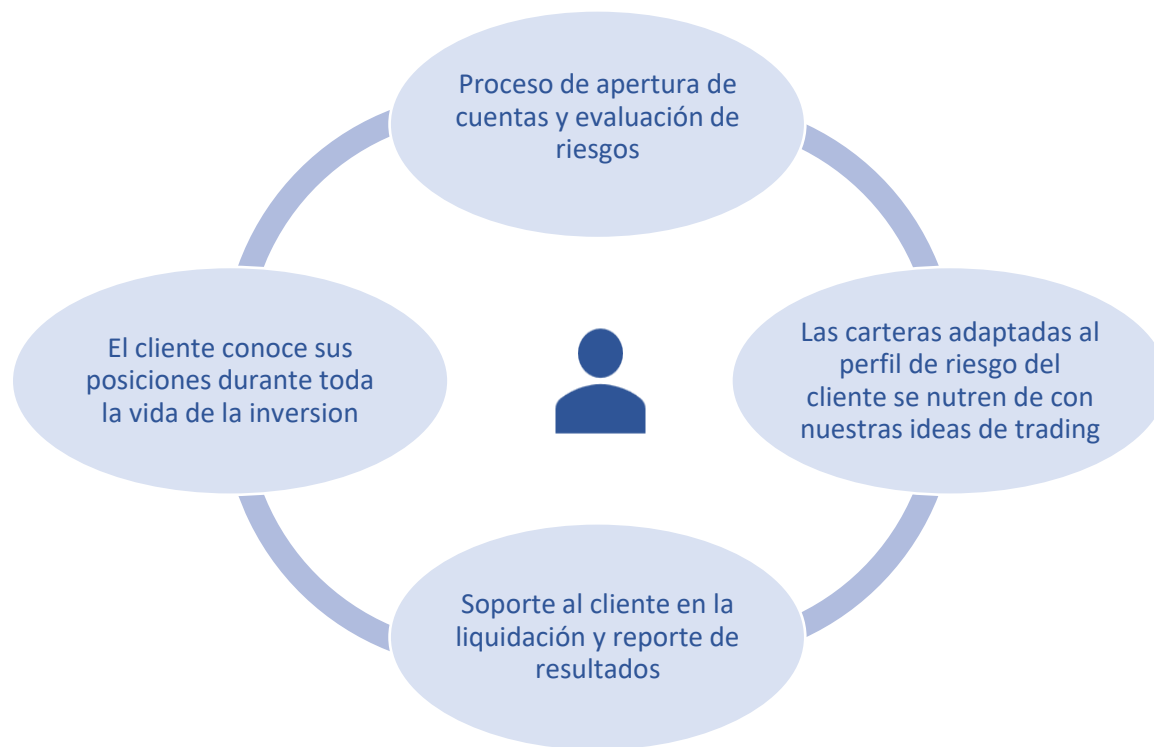 Proceso de apertura de
cuentas y evaluación de
riesgos
El cliente conoce sus
posiciones durante toda
la vida de la inversion
Las carteras adaptadas al
perfil de riesgo del
cliente se nutren de con
nuestras ideas de trading
Soporte al cliente en la
liquidación y reporte de
resultados